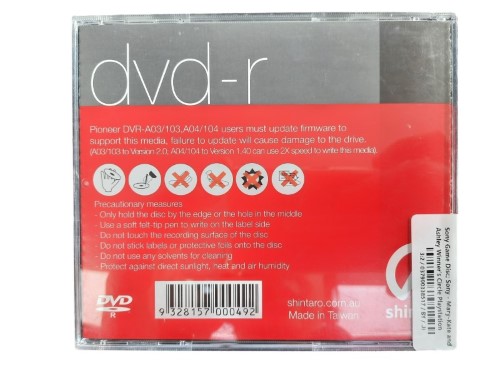 dvd-r
Pioneer DVR-A03/103,A04/104 users must update firmware to
support this media, failure to update will cause damage to the drive.
(A03/103 to Version 2.0, A04/104 to Version 1.40 can use 2X speed to write this media).
Precautionary measures
- Only hold the disc by the edge or the hole in the middle
- Use a soft felt-tip pen to write on the label side
- Do not touch the recording surface of the disc
- Do not stick labels or protective foils onto the disc
- Do not use any solvents for cleaning
- Protect against direct sunlight, heat and air humidity
DVD
R
9 328157 000492
shintaro.com.au
Made in Taiwan
shin
Sony Game Disc Sony - Mary-Kate and
Ashley Winner's Circle Playstation